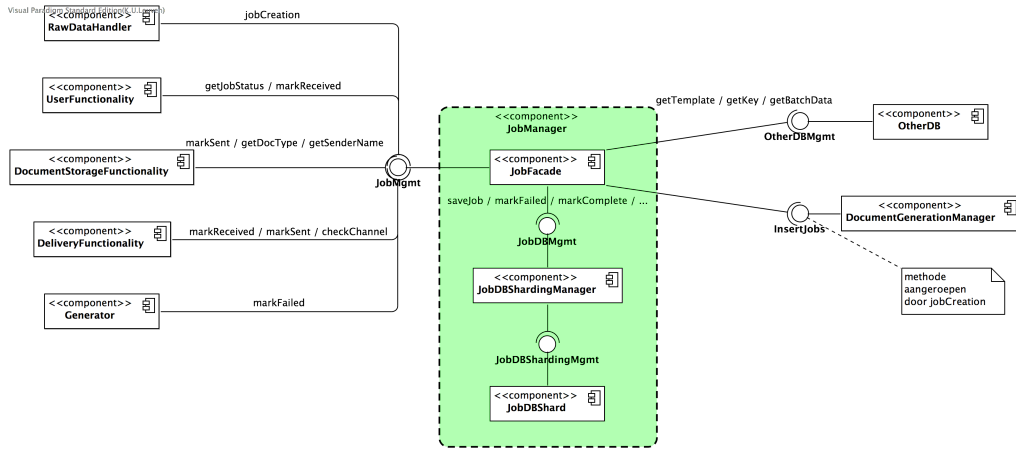 Visual Paradigm Standard Edition(K.U.Leuven)
<<component>>
RawDataHandler
jobCreation
<<component>>
UserFunctionality
getJobStatus / markReceived
<<component>>
DocumentStorageFunctionality
markSent / getDocType / getSenderName
JobMgmt
<<component>>
DeliveryFunctionality
markReceived / markSent / checkChannel
<<component>>
Generator
markFailed
<<component>>
JobManager
<<component>>
JobFacade
saveJob / markFailed / markComplete / ...
JobDBMgmt
<<component>>
JobDBShardingManager
JobDBShardingMgmt
<<component>>
JobDBShard
getTemplate / getKey / getBatchData
OtherDBMgmt
<<component>>
OtherDB
InsertJobs
<<component>>
DocumentGenerationManager
methode
aangeroepen
door jobCreation